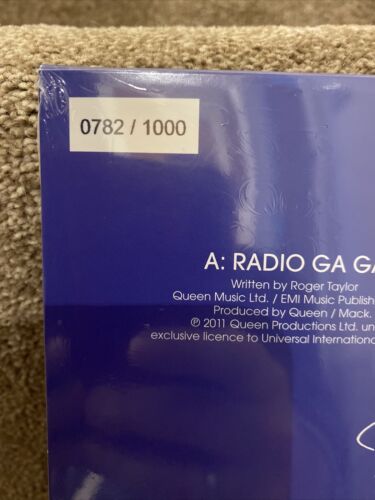 0782 / 1000
A: RADIO GA GA
Written by Roger Taylor
Queen Music Ltd. / EMI Music Publish
Produced by Queen / Mack.
℗ 2011 Queen Productions Ltd. un
exclusive licence to Universal International